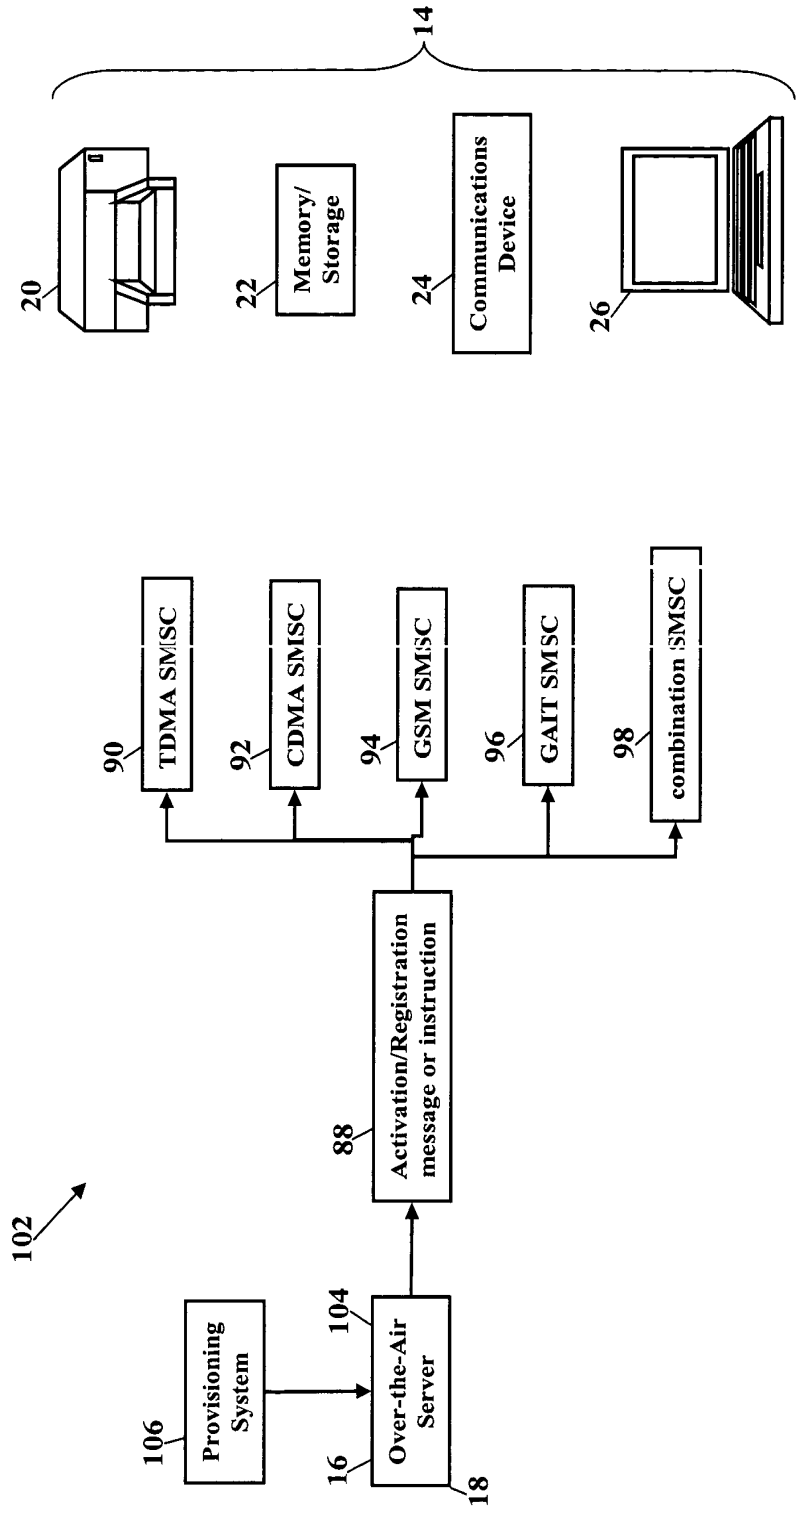 102
106
Provisioning
System
16
104
Over-the-Air
Server
18
88
Activation/Registration
message or instruction
90
TDMA SMSC
92
CDMA SMSC
94
GSM SMSC
96
GAIT SMSC
98
combination SMSC
20
22
Memory/
Storage
24
Communications
Device
26
14